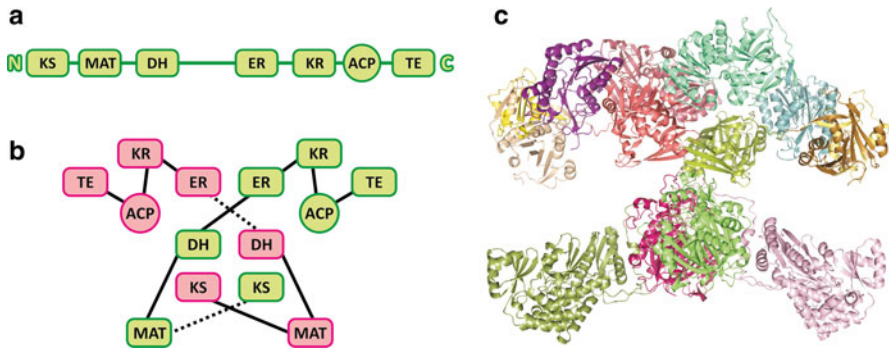 a
N KS MAT DH ER KR ACP TE C
b
KR KR
TE ER ER TE
ACP ACP
DH DH
KS KS
MAT MAT
c